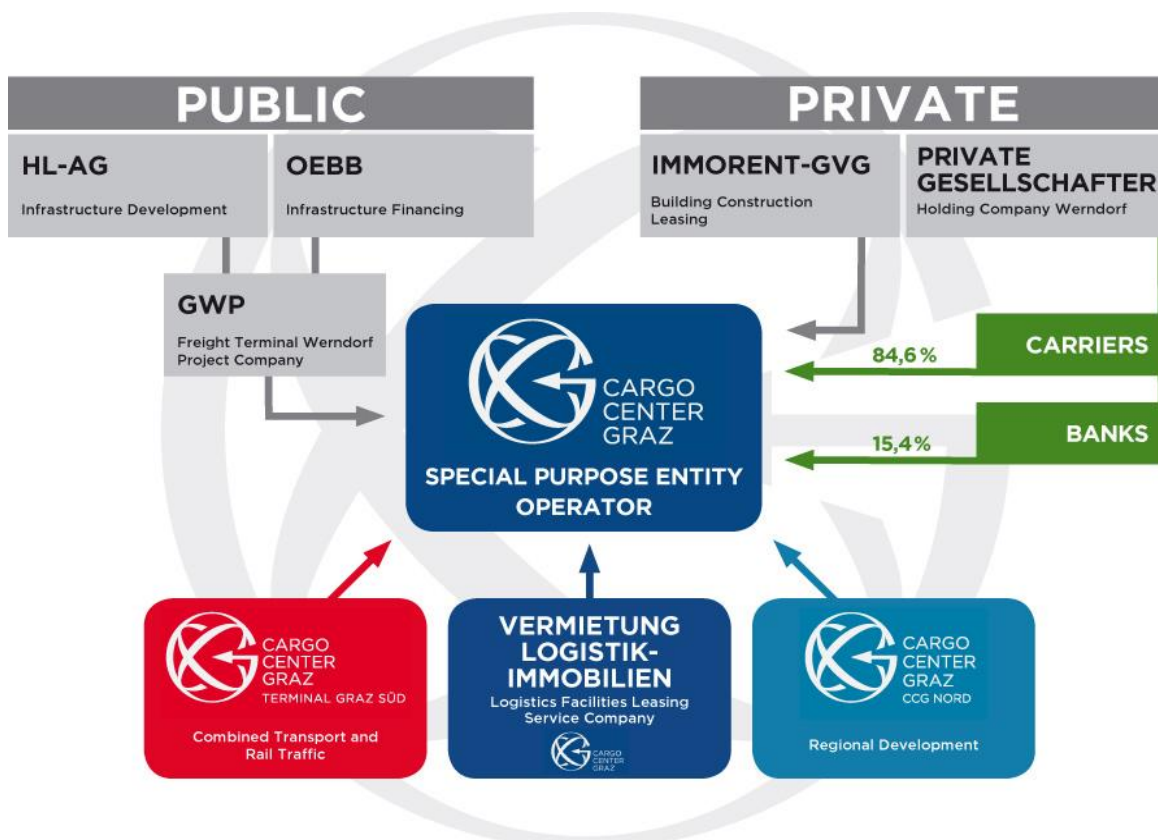 PUBLIC
HL-AG
Infrastructure Development
OEBB
Infrastructure Financing
GWP
Freight Terminal Werndorf
Project Company
PRIVATE
IMMORENT-GVG
Building Construction
Leasing
PRIVATE
GESELLSCHAFTER
Holding Company Werndorf
84,6 %
CARRIERS
15,4%
BANKS
CARGO
CENTER
GRAZ
SPECIAL PURPOSE ENTITY
OPERATOR
CARGO
CENTER
GRAZ
TERMINAL GRAZ SÜD
Combined Transport and
Rail Traffic
VERMIETUNG
LOGISTIK-
IMMOBILIEN
Logistics Facilities Leasing
Service Company
CARGO
CENTER
GRAZ
CARGO
CENTER
GRAZ
CCG NORD
Regional Development